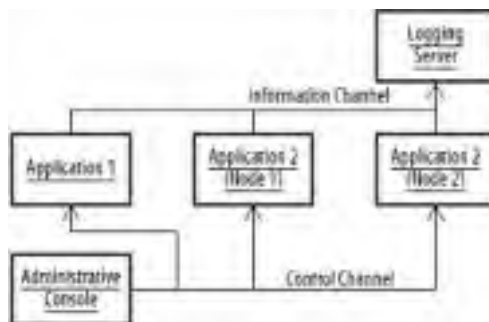 Logging
Server
Information Channel
Application 1
Application 2
(Node 1)
Application 2
(Node 2)
Administrative
Console
Control Channel